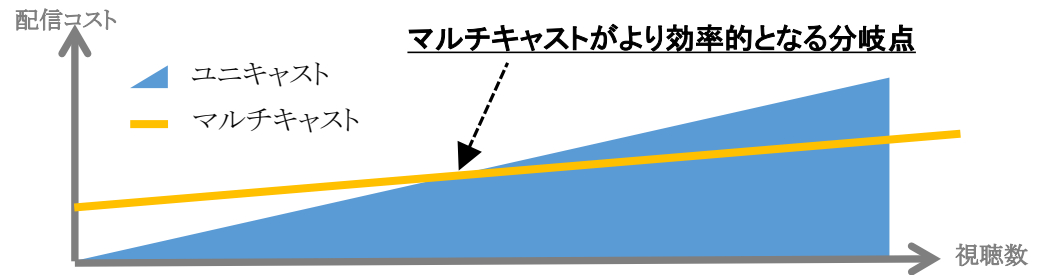 配信コスト
マルチキャストがより効率的となる分岐点
ユニキャスト
マルチキャスト
視聴数